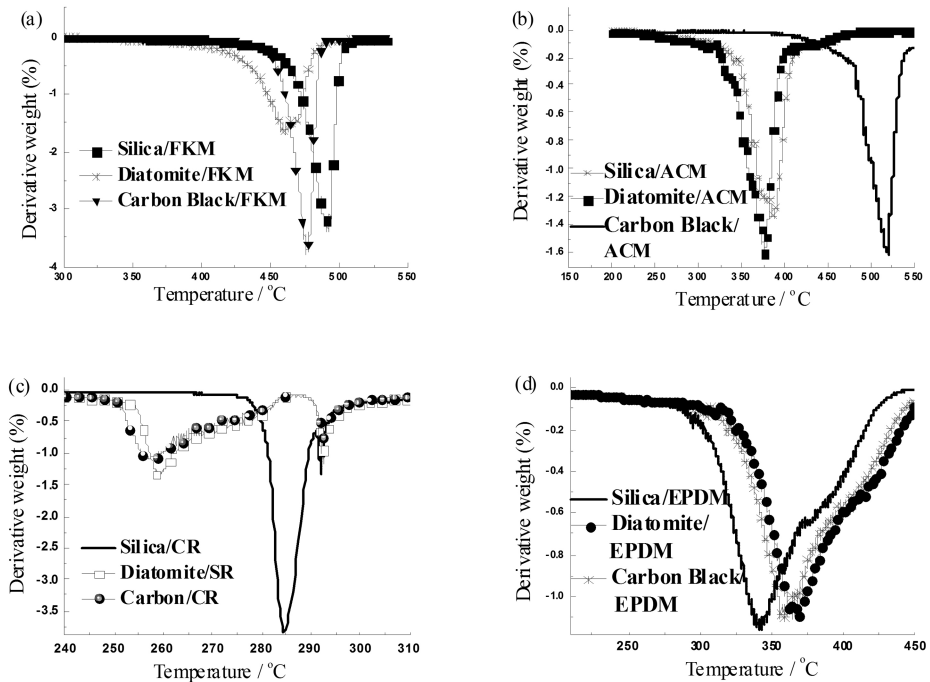 (a)
0
-1
-2
-3
-4
Derivative weight (%)
Silica/FKM
Diatomite/FKM
Carbon Black/FKM
300 350 400 450 500 550
Temperature / °C
(b)
0.0
-0.2
-0.4
-0.6
-0.8
-1.0
-1.2
-1.4
-1.6
Derivative weight (%)
Silica/ACM
Diatomite/ACM
Carbon Black/
ACM
150 200 250 300 350 400 450 500 550
Temperature / °C
(c)
0.0
-0.5
-1.0
-1.5
-2.0
-2.5
-3.0
-3.5
Derivative weight (%)
Silica/CR
Diatomite/SR
Carbon/CR
240 250 260 270 280 290 300 310
Temperature / °C
(d)
0.0
-0.2
-0.4
-0.6
-0.8
-1.0
Derivative weight (%)
Silica/EPDM
Diatomite/
EPDM
Carbon Black/
EPDM
250 300 350 400 450
Temperature / °C